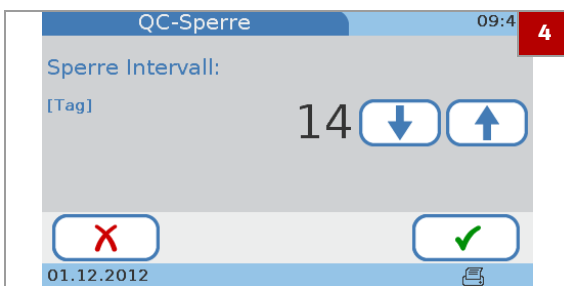 QC-Sperre 09:4
4
Sperre Intervall:
[Tag]
14
01.12.2012